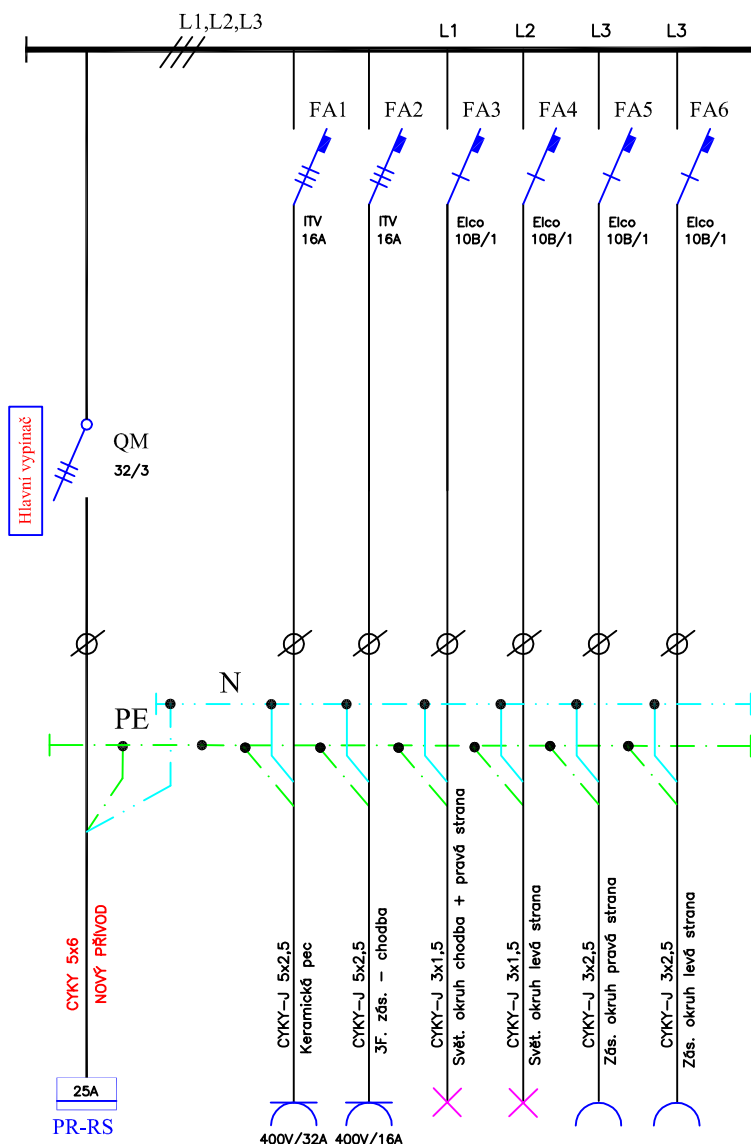 L1,L2,L3
L1
L2
L3
L3
FA1
FA2
FA3
FA4
FA5
FA6
ITV
16A
ITV
16A
Elco
10B/1
Elco
10B/1
Elco
10B/1
Elco
10B/1
Hlavní vypínač
QM
32/3
N
PE
CYKY 5x6
NOVÝ PŘÍVOD
CYKY-J 5x2,5
Keramická pec
CYKY-J 5x2,5
3F. zás. - chodba
CYKY-J 3x1,5
Svět. okruh chodba + pravá strana
CYKY-J 3x1,5
Svět. okruh levá strana
CYKY-J 3x2,5
Zás. okruh pravá strana
CYKY-J 3x2,5
Zás. okruh levá strana
25A
PR-RS
400V/32A
400V/16A